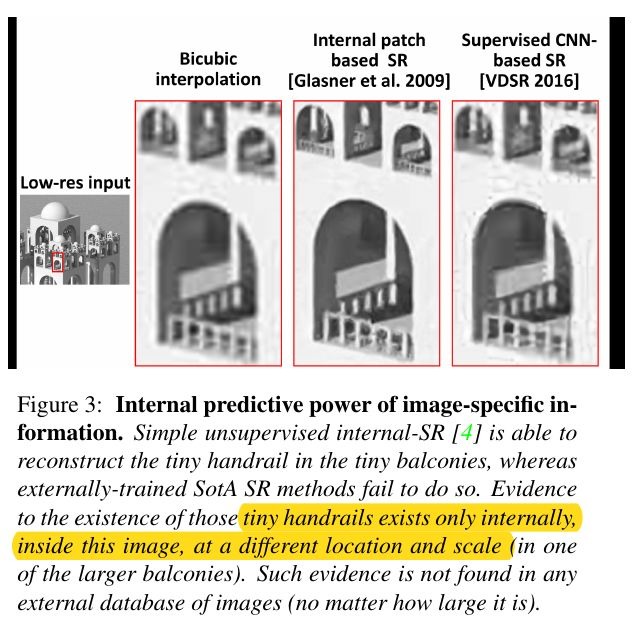 Bicubic
interpolation
Internal patch
based SR
[Glasner et al. 2009]
Supervised CNN-
based SR
[VDSR 2016]
Low-res input
Figure 3: Internal predictive power of image-specific in-
formation. Simple unsupervised internal-SR [4] is able to
reconstruct the tiny handrail in the tiny balconies, whereas
externally-trained SotA SR methods fail to do so. Evidence
to the existence of those tiny handrails exists only internally,
inside this image, at a different location and scale (in one
of the larger balconies). Such evidence is not found in any
external database of images (no matter how large it is).